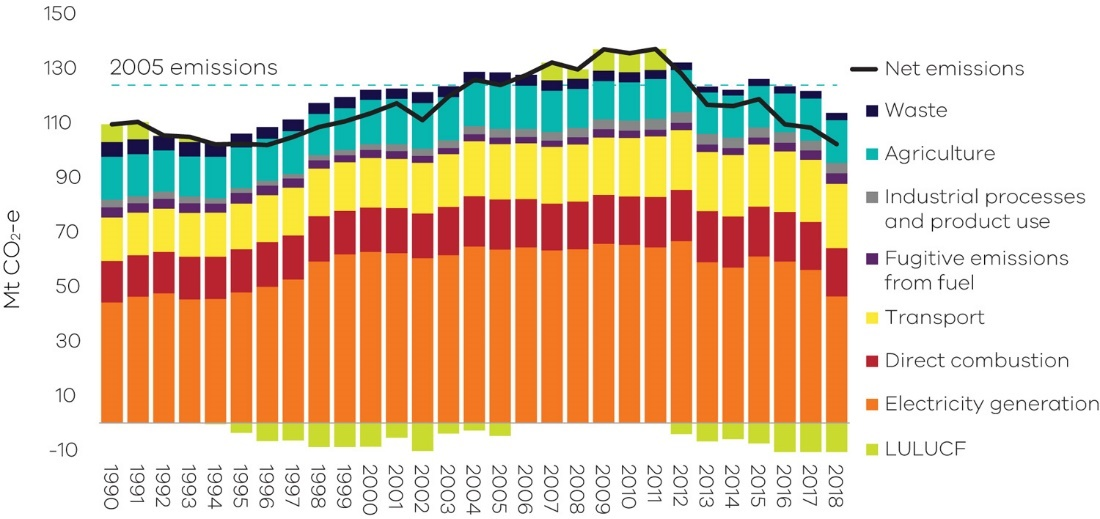 150
130
110
90
70
50
30
10
-10
Mt CO₂-e
2005 emissions
Net emissions
Waste
Agriculture
Industrial processes
and product use
Fugitive emissions
from fuel
Transport
Direct combustion
Electricity generation
LULUCF
1990
1991
1992
1993
1994
1995
1996
1997
1998
1999
2000
2001
2002
2003
2004
2005
2006
2007
2008
2009
2010
2011
2012
2013
2014
2015
2016
2017
2018